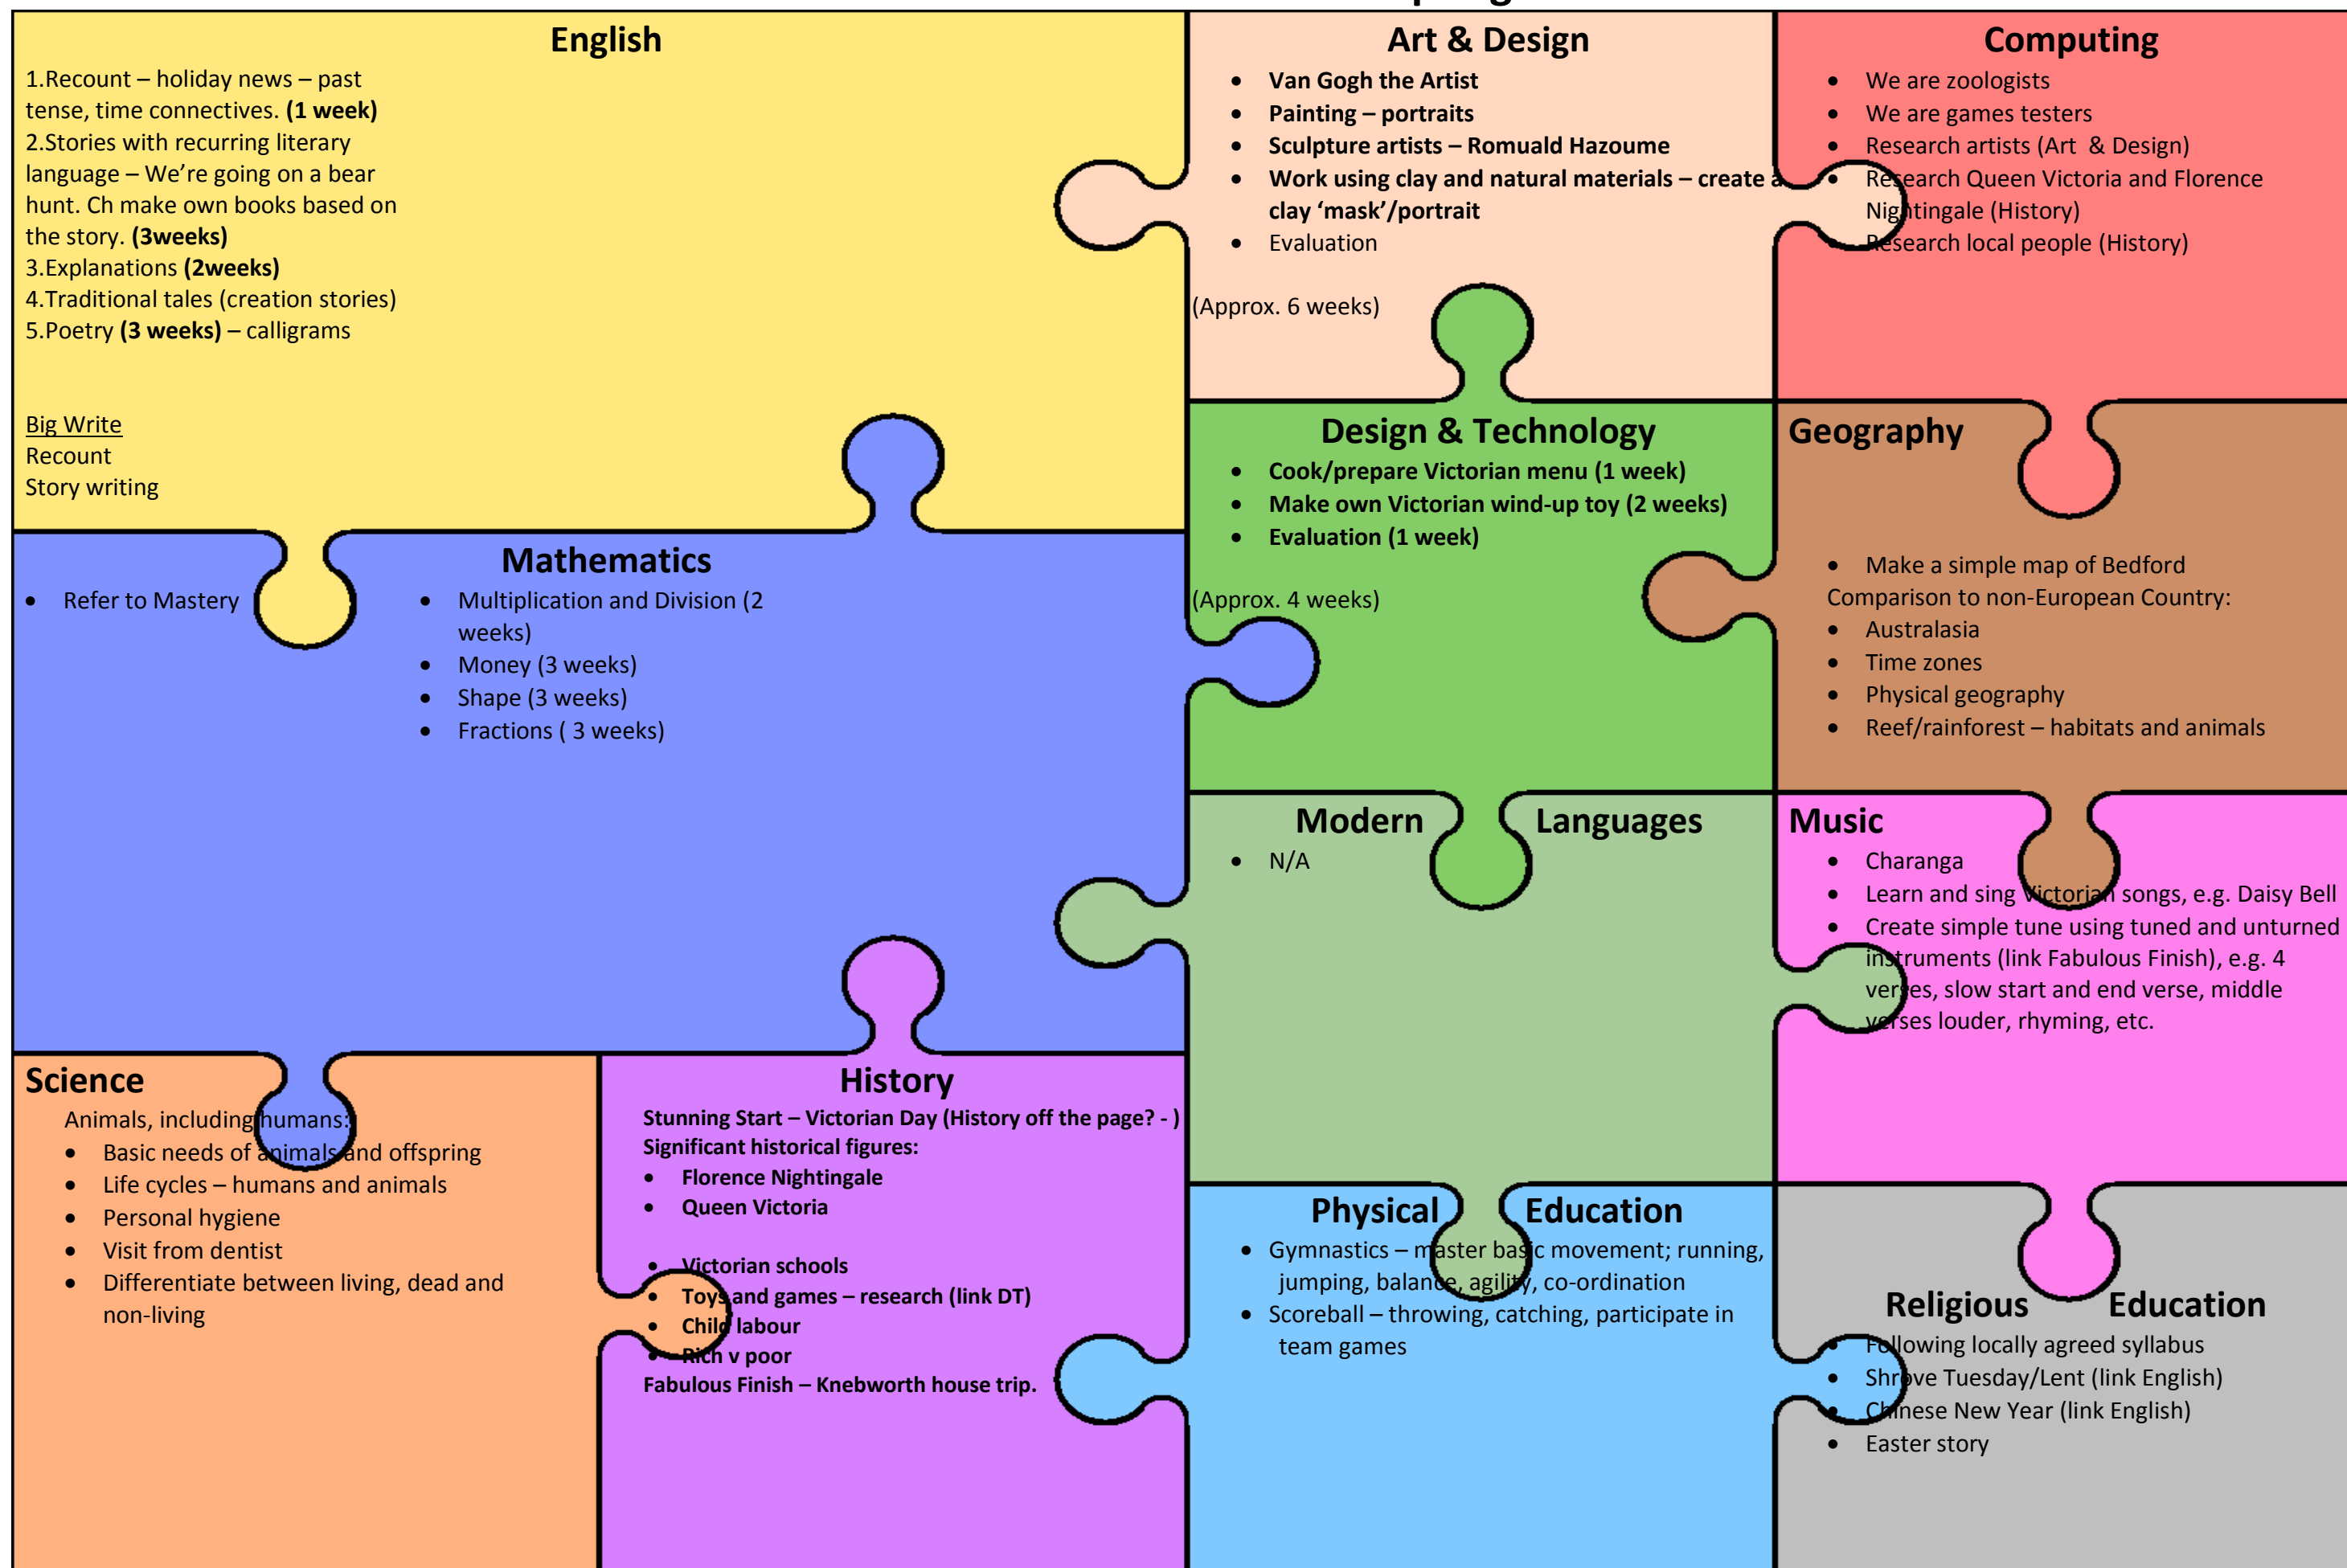 English
1.Recount – holiday news – past
tense, time connectives. (1 week)
2.Stories with recurring literary
language – We’re going on a bear
hunt. Ch make own books based on
the story. (3weeks)
3.Explanations (2weeks)
4.Traditional tales (creation stories)
5.Poetry (3 weeks) – calligrams
Big Write
Recount
Story writing
Art & Design
• Van Gogh the Artist
• Painting – portraits
• Sculpture artists – Romuald Hazoume
• Work using clay and natural materials – create a
clay ‘mask’/portrait
• Evaluation
(Approx. 6 weeks)
Computing
• We are zoologists
• We are games testers
• Research artists (Art & Design)
• Research Queen Victoria and Florence
Nightingale (History)
• Research local people (History)
Mathematics
• Refer to Mastery
• Multiplication and Division (2
weeks)
• Money (3 weeks)
• Shape (3 weeks)
• Fractions ( 3 weeks)
Design & Technology
• Cook/prepare Victorian menu (1 week)
• Make own Victorian wind-up toy (2 weeks)
• Evaluation (1 week)
(Approx. 4 weeks)
Geography
• Make a simple map of Bedford
Comparison to non-European Country:
• Australasia
• Time zones
• Physical geography
• Reef/rainforest – habitats and animals
Modern Languages
• N/A
Music
• Charanga
• Learn and sing Victorian songs, e.g. Daisy Bell
• Create simple tune using tuned and unturned
instruments (link Fabulous Finish), e.g. 4
verses, slow start and end verse, middle
verses louder, rhyming, etc.
Science
Animals, including humans:
• Basic needs of animals and offspring
• Life cycles – humans and animals
• Personal hygiene
• Visit from dentist
• Differentiate between living, dead and
non-living
History
Stunning Start – Victorian Day (History off the page? - )
Significant historical figures:
• Florence Nightingale
• Queen Victoria
• Victorian schools
• Toys and games – research (link DT)
• Child labour
• Rich v poor
Fabulous Finish – Knebworth house trip.
Physical Education
• Gymnastics – master basic movement; running,
jumping, balance, agility, co-ordination
• Scoreball – throwing, catching, participate in
team games
Religious Education
• Following locally agreed syllabus
• Shrove Tuesday/Lent (link English)
• Chinese New Year (link English)
• Easter story